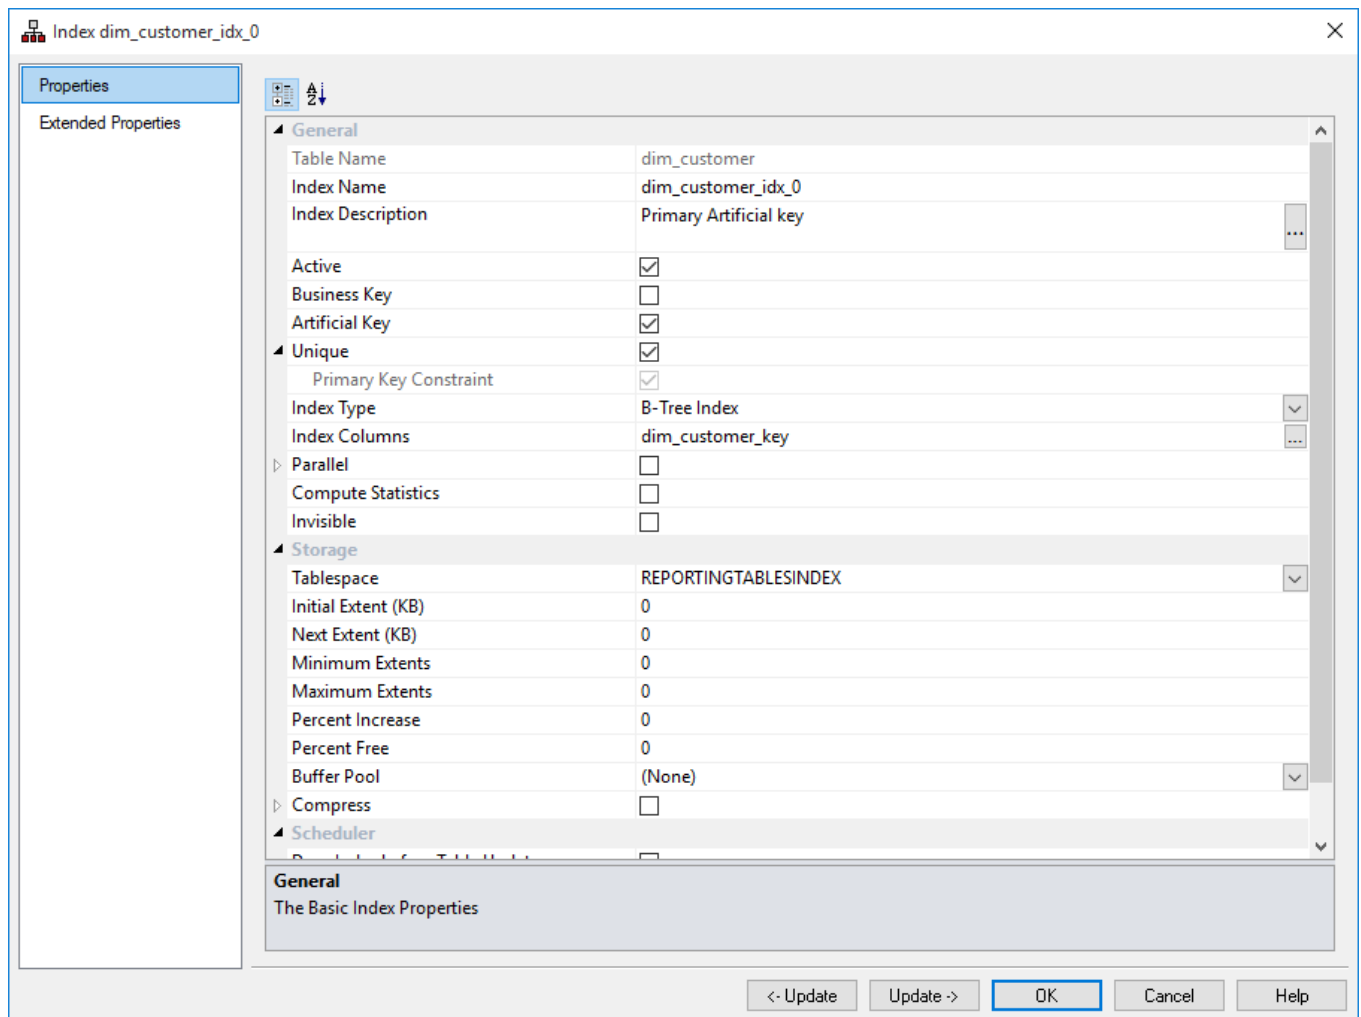 Index dim_customer_idx_0
Properties
Extended Properties
General
Table Name dim_customer
Index Name dim_customer_idx_0
Index Description Primary Artificial key
...
Active
Business Key
Artificial Key
Unique
Primary Key Constraint
Index Type B-Tree Index
Index Columns dim_customer_key ...
Parallel
Compute Statistics
Invisible
Storage
Tablespace REPORTINGTABLESINDEX
Initial Extent (KB) 0
Next Extent (KB) 0
Minimum Extents 0
Maximum Extents 0
Percent Increase 0
Percent Free 0
Buffer Pool (None)
Compress
Scheduler
General
The Basic Index Properties
<- Update Update -> OK Cancel Help